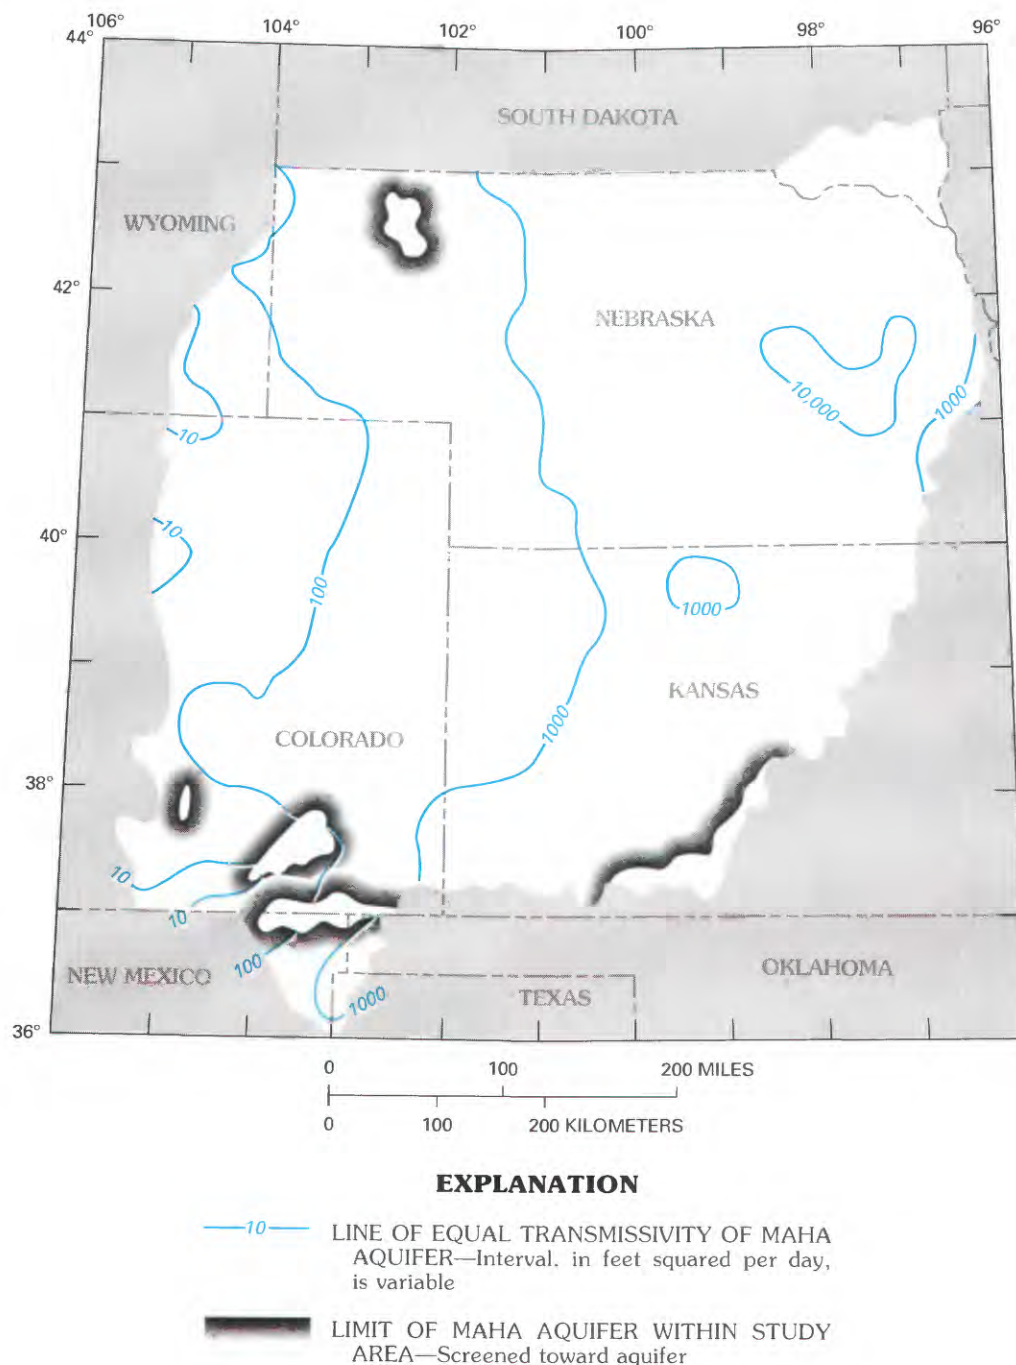 106°
104°
102°
100°
98°
96°
44°
SOUTH DAKOTA
WYOMING
42°
NEBRASKA
10,000
1000
10
10
40°
100
1000
KANSAS
1000
COLORADO
38°
10
10
100
NEW MEXICO
1000
TEXAS
OKLAHOMA
36°
0 100 200 MILES
0 100 200 KILOMETERS
EXPLANATION
10
LINE OF EQUAL TRANSMISSIVITY OF MAHA
AQUIFER—Interval, in feet squared per day,
is variable
LIMIT OF MAHA AQUIFER WITHIN STUDY
AREA—Screened toward aquifer